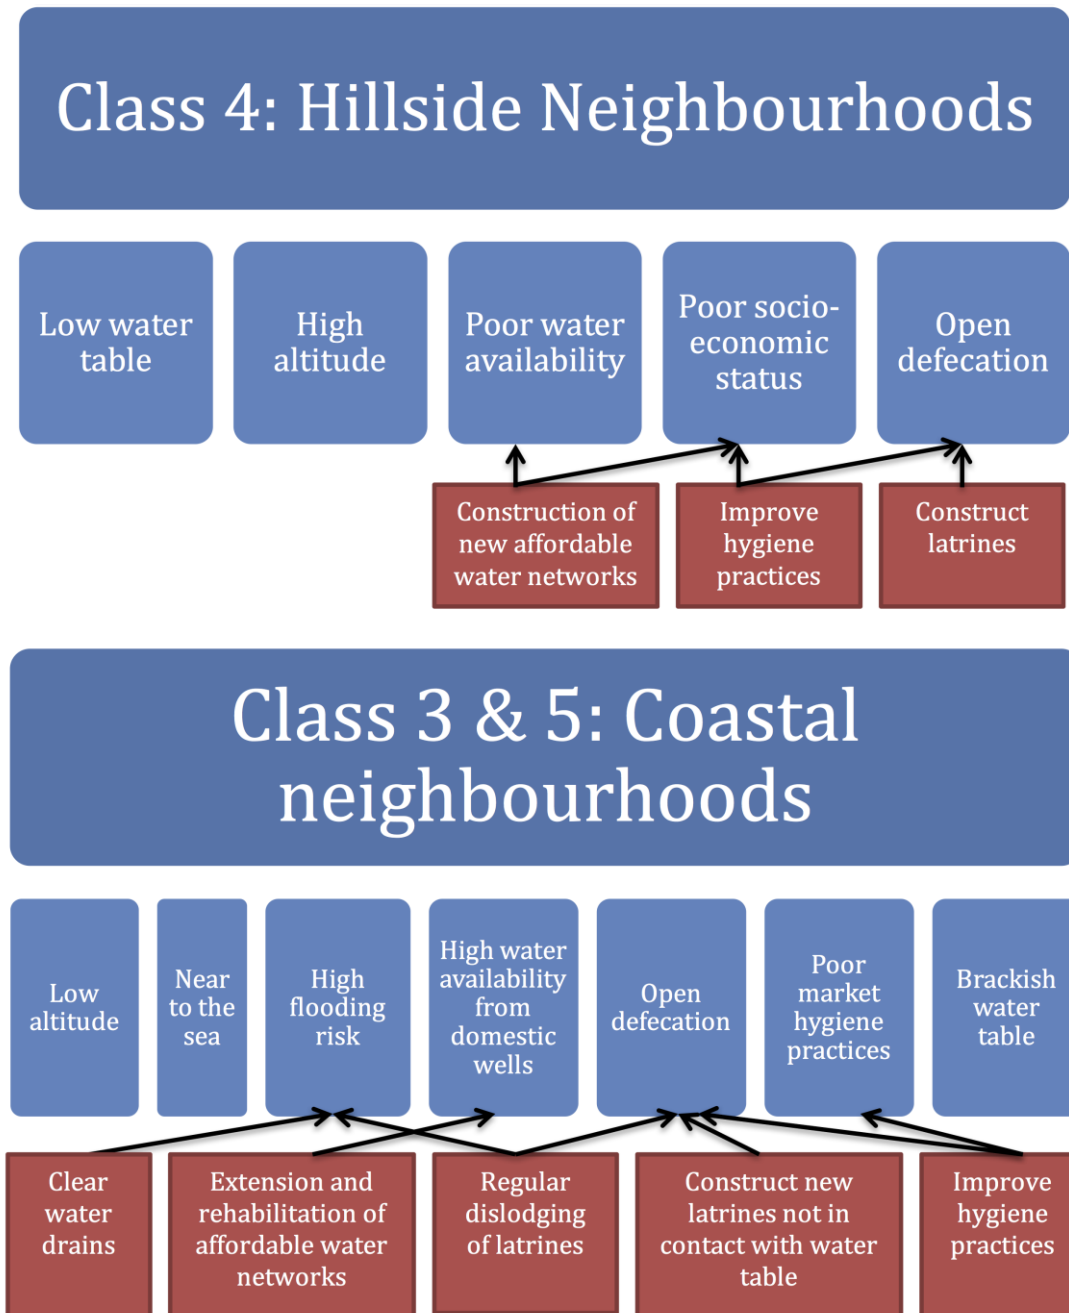 Class 4: Hillside Neighbourhoods
Low water
table
High
altitude
Poor water
availability
Poor socio-
economic
status
Open
defecation
Construction of
new affordable
water networks
Improve
hygiene
practices
Construct
latrines
Class 3 & 5: Coastal
neighbourhoods
Low
altitude
Near
to the
sea
High
flooding
risk
High water
availability
from
domestic
wells
Open
defecation
Poor
market
hygiene
practices
Brackish
water
table
Clear
water
drains
Extension and
rehabilitation of
affordable water
networks
Regular
dislodging
of latrines
Construct new
latrines not in
contact with water
table
Improve
hygiene
practices